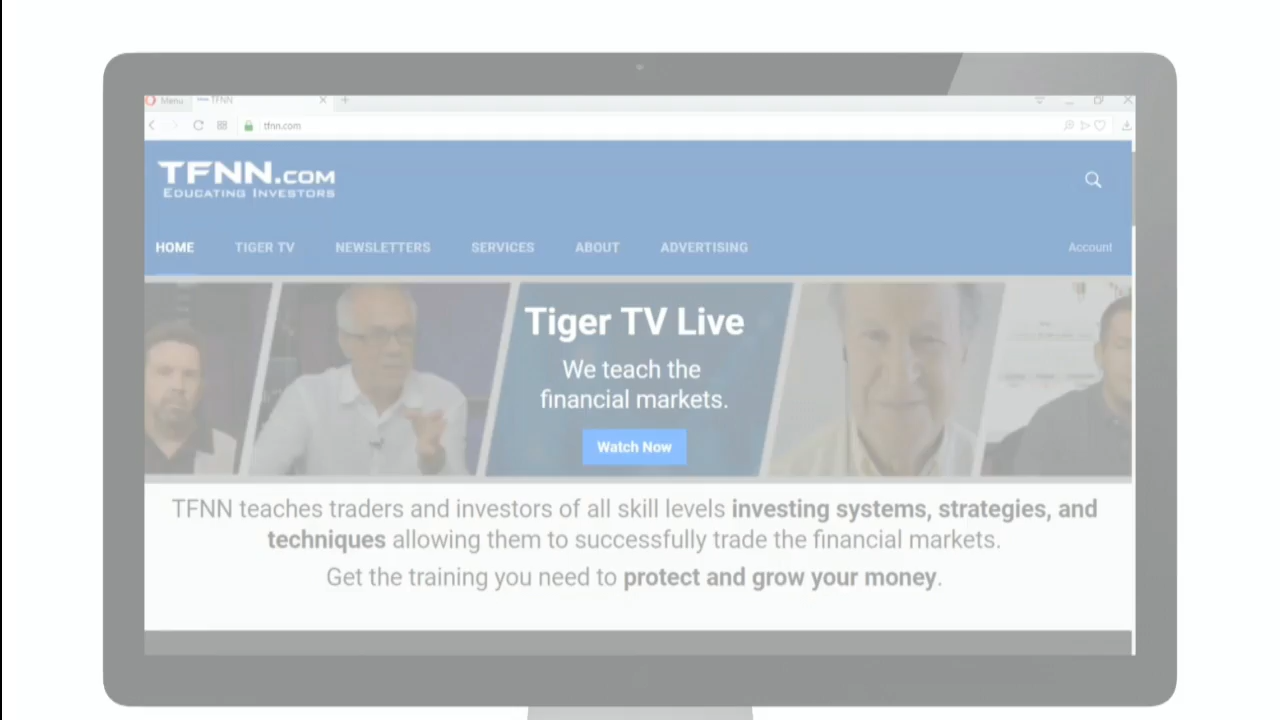 Menu
TFNN
tfnn.com
TFNN.COM
EDUCATING INVESTORS
HOME TIGER TV NEWSLETTERS SERVICES ABOUT ADVERTISING Account
Tiger TV Live
We teach the
financial markets.
Watch Now
TFNN teaches traders and investors of all skill levels investing systems, strategies, and
techniques allowing them to successfully trade the financial markets.
Get the training you need to protect and grow your money.